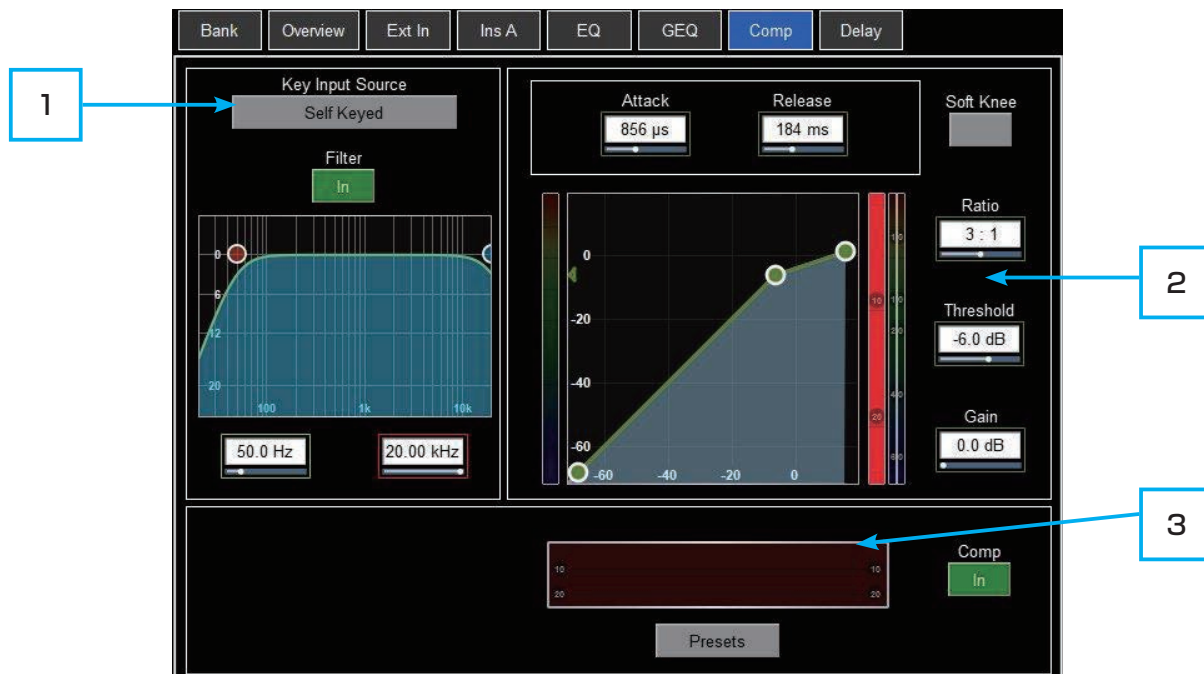 Bank Overview Ext In Ins A EQ GEQ Comp Delay
1
Key Input Source
Self Keyed
Filter
In
0
6
12
20
100 1k 10k
50.0 Hz 20.00 kHz
Attack Release
856 µs 184 ms
Soft Knee
0
-20
-40
-60
-60 -40 -20 0
10
20
Ratio
3 : 1
2
Threshold
-6.0 dB
Gain
0.0 dB
3
10 10
20 20
Comp
In
Presets